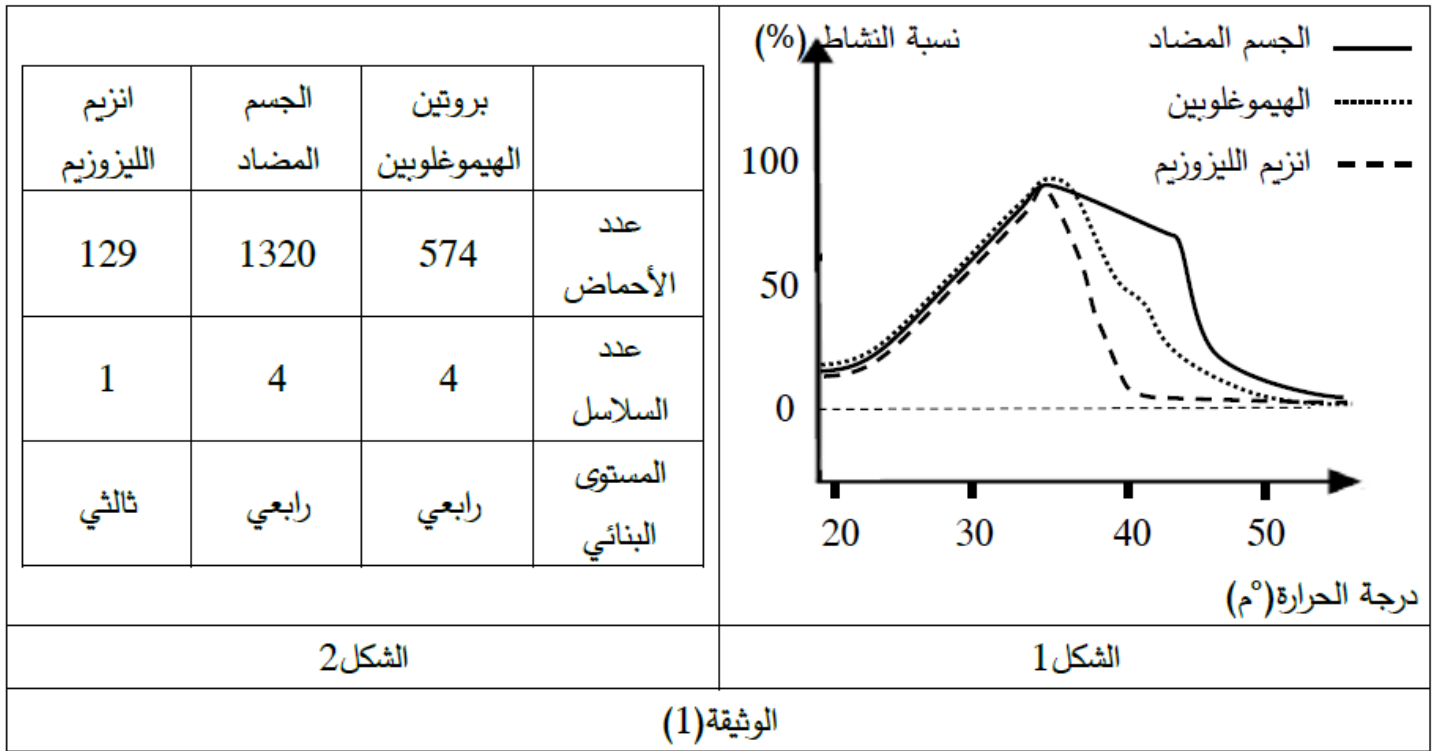 نسبة النشاط (%)
الجسم المضاد
الهيموغلوبين
انزيم الليزوزيم
100
50
0
20 30 40 50
درجة الحرارة(°م)
بروتين الهيموغلوبين
الجسم المضاد
انزيم الليزوزيم
عدد الأحماض
574 1320 129
عدد السلاسل
4 4 1
المستوى البنائي
رابعي رابعي ثالثي
الشكل1
الشكل2
الوثيقة(1)